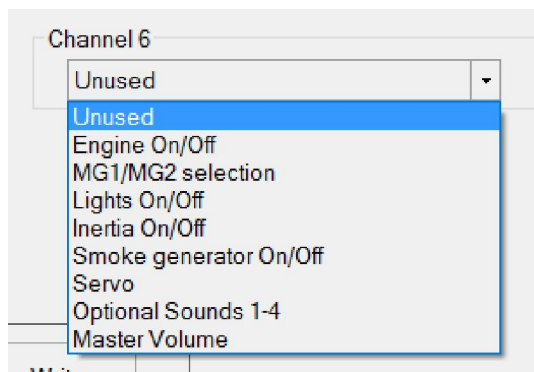 Channel 6
Unused
Unused
Engine On/Off
MG1/MG2 selection
Lights On/Off
Inertia On/Off
Smoke generator On/Off
Servo
Optional Sounds 1-4
Master Volume